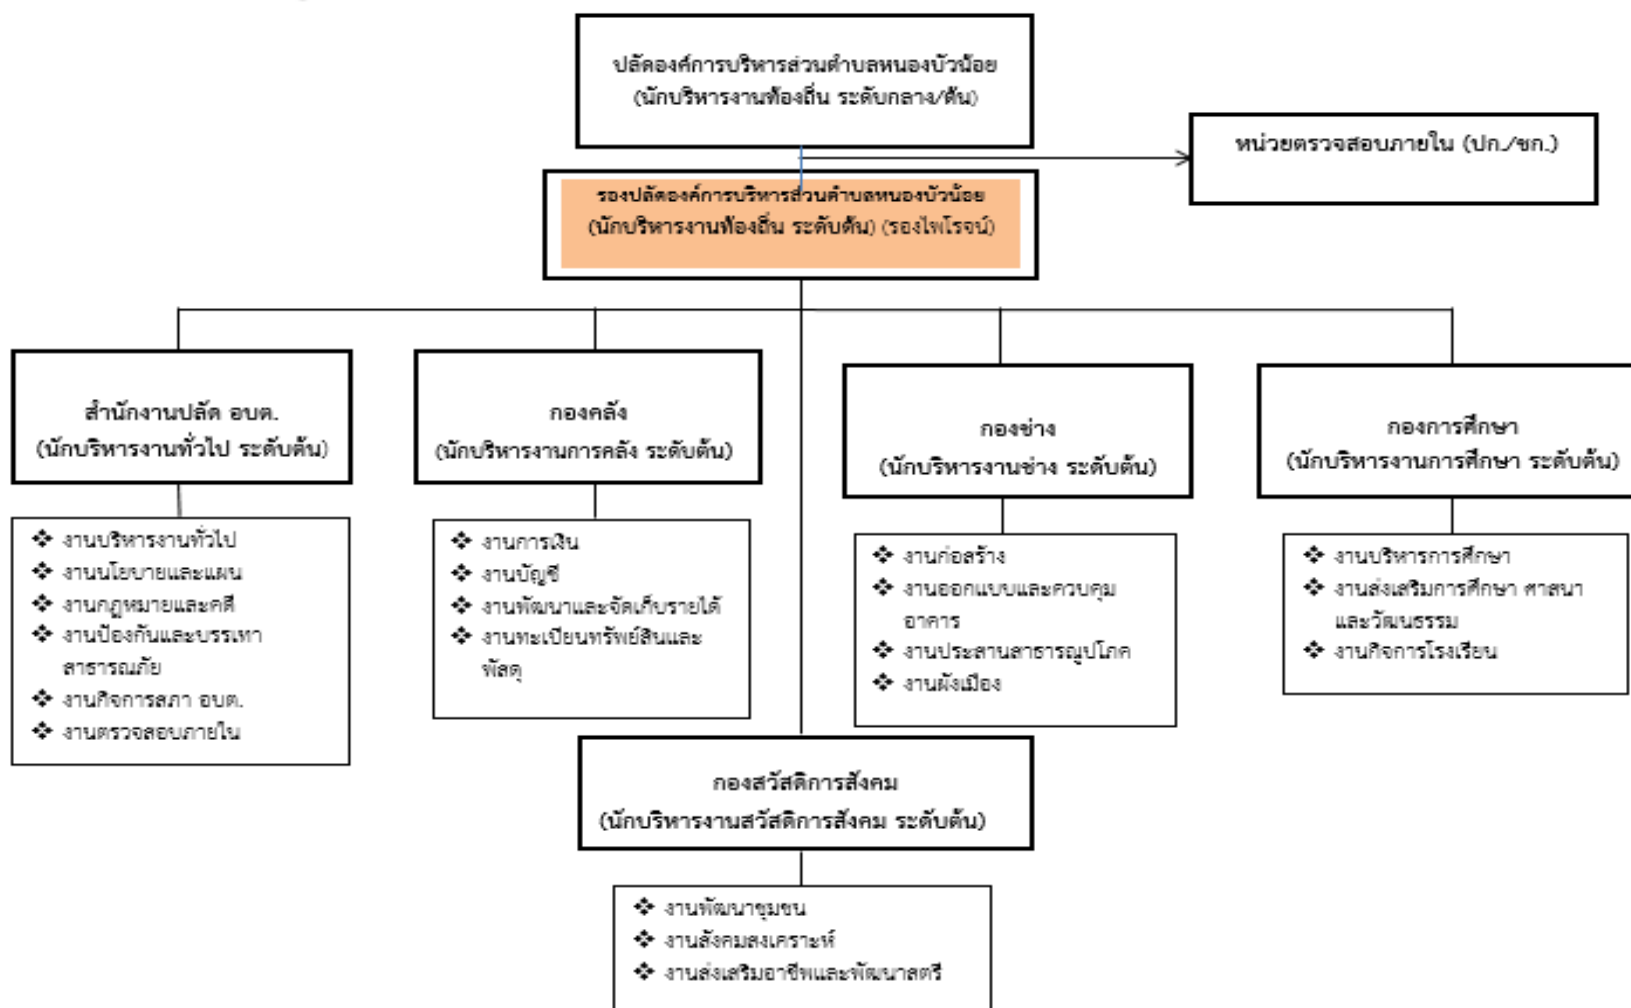 ปลัดองค์การบริหารส่วนตำบลหนองบัวน้อย
(นักบริหารงานท้องถิ่น ระดับกลาง/ต้น)
หน่วยตรวจสอบภายใน (ปก./ชก.)
รองปลัดองค์การบริหารส่วนตำบลหนองบัวน้อย
(นักบริหารงานท้องถิ่น ระดับต้น) (รองไพโรจน์)
สำนักงานปลัด อบต.
(นักบริหารงานทั่วไป ระดับต้น)
❖ งานบริหารงานทั่วไป
❖ งานนโยบายและแผน
❖ งานกฎหมายและคดี
❖ งานป้องกันและบรรเทา
สาธารณภัย
❖ งานกิจการสภา อบต.
❖ งานตรวจสอบภายใน
กองคลัง
(นักบริหารงานการคลัง ระดับต้น)
❖ งานการเงิน
❖ งานบัญชี
❖ งานพัฒนาและจัดเก็บรายได้
❖ งานทะเบียนทรัพย์สินและ
พัสดุ
กองช่าง
(นักบริหารงานช่าง ระดับต้น)
❖ งานก่อสร้าง
❖ งานออกแบบและควบคุม
อาคาร
❖ งานประสานสาธารณูปโภค
❖ งานผังเมือง
กองการศึกษา
(นักบริหารงานการศึกษา ระดับต้น)
❖ งานบริหารการศึกษา
❖ งานส่งเสริมการศึกษา ศาสนา
และวัฒนธรรม
❖ งานกิจการโรงเรียน
กองสวัสดิการสังคม
(นักบริหารงานสวัสดิการสังคม ระดับต้น)
❖ งานพัฒนาชุมชน
❖ งานสังคมสงเคราะห์
❖ งานส่งเสริมอาชีพและพัฒนาสตรี